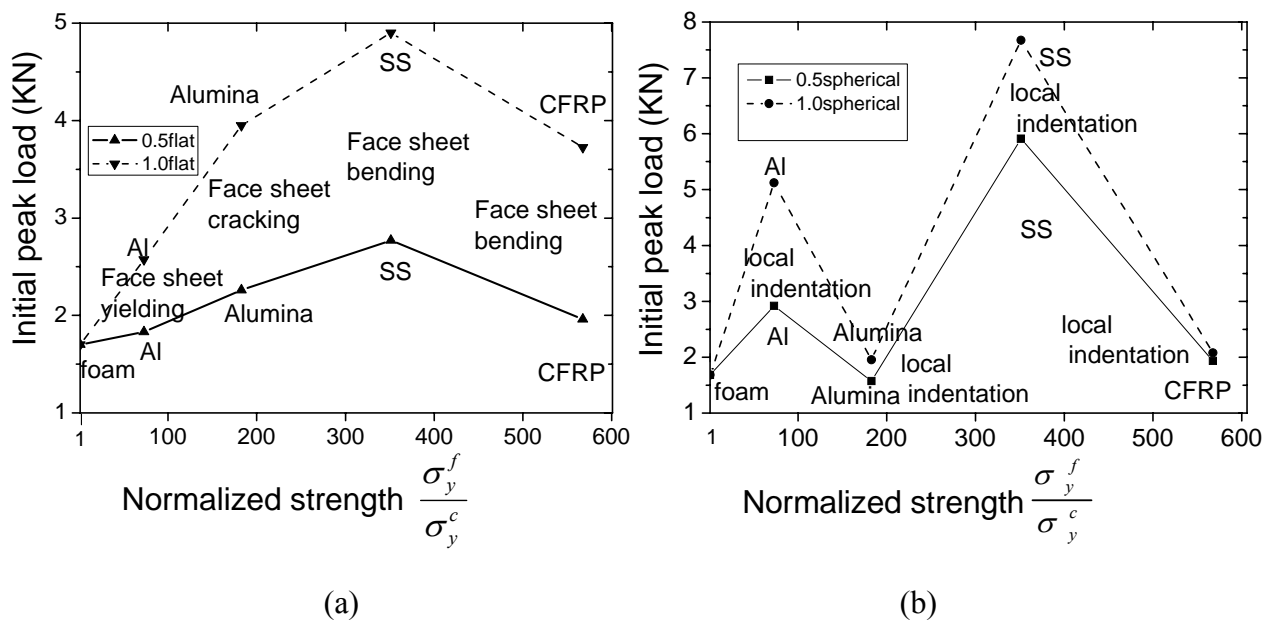 Initial peak load (KN)
5
4
3
2
1
0.5flat
1.0flat
Alumina
SS
CFRP
Face sheet
bending
Face sheet
cracking
Face sheet
bending
Al
Face sheet
yielding
SS
Alumina
Al
foam
CFRP
1
100
200
300
400
500
600
Normalized strength σ_y^f / σ_y^c
(a)
Initial peak load (KN)
8
7
6
5
4
3
2
1
0.5spherical
1.0spherical
SS
local
indentation
Al
SS
local
indentation
Al
Alumina
local
indentation
local
indentation
foam
Alumina
CFRP
1
100
200
300
400
500
600
Normalized strength σ_y^f / σ_y^c
(b)